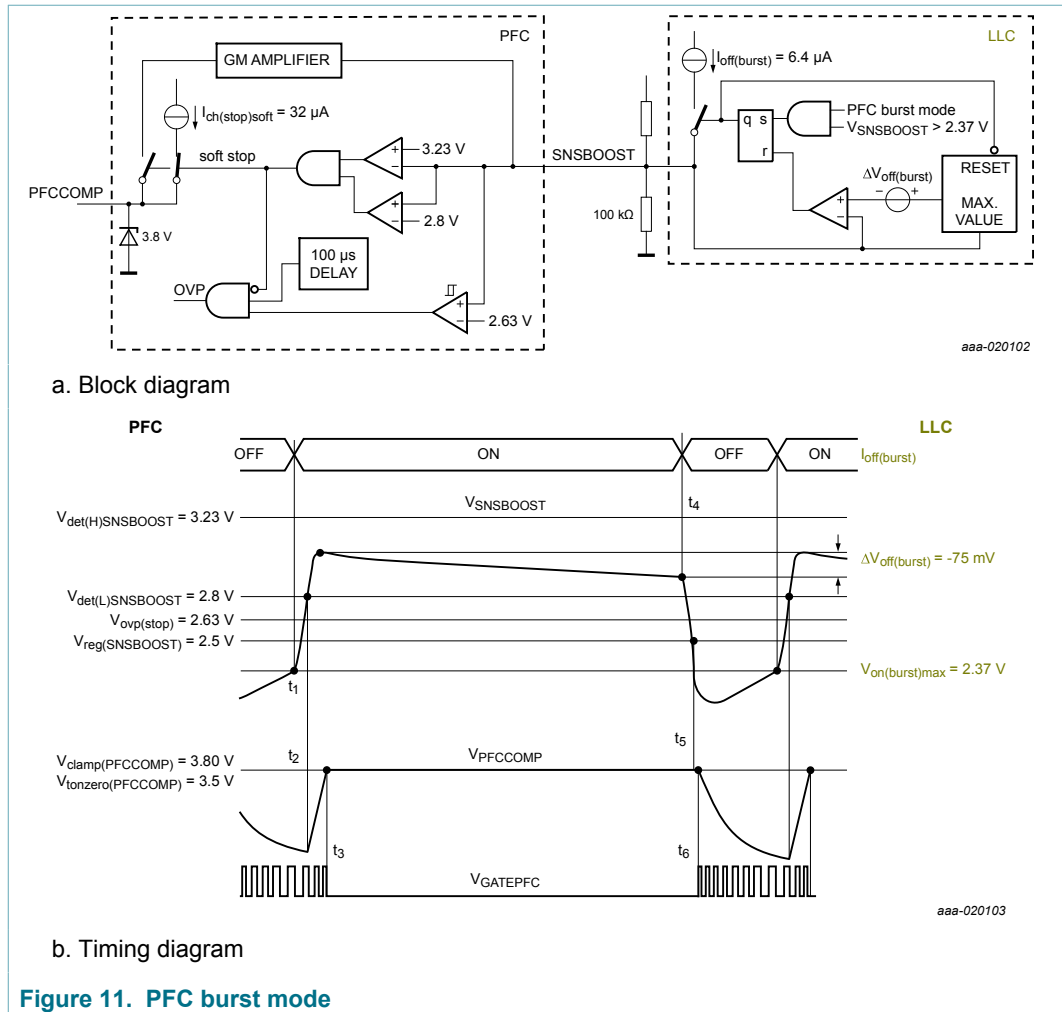 PFC
LLC
GM AMPLIFIER
Ioff(burst) = 6.4 µA
Ich(stop)soft = 32 µA
PFC burst mode
VSNSBOOST > 2.37 V
q s
r
3.23 V
soft stop
SNSBOOST
ΔVoff(burst)
RESET
MAX.
VALUE
PFCCOMP
2.8 V
100 kΩ
3.8 V
100 µs
DELAY
OVP
2.63 V
aaa-020102
a. Block diagram
PFC
LLC
OFF
ON
OFF
ON
Ioff(burst)
VSNSBOOST
t4
Vdet(H)SNSBOOST = 3.23 V
ΔVoff(burst) = -75 mV
Vdet(L)SNSBOOST = 2.8 V
Vovp(stop) = 2.63 V
Vreg(SNSBOOST) = 2.5 V
Von(burst)max = 2.37 V
t1
t5
t2
VPFCCOMP
Vclamp(PFCCOMP) = 3.80 V
Vtonzero(PFCCOMP) = 3.5 V
t3
t6
VGATEPFC
aaa-020103
b. Timing diagram
Figure 11. PFC burst mode